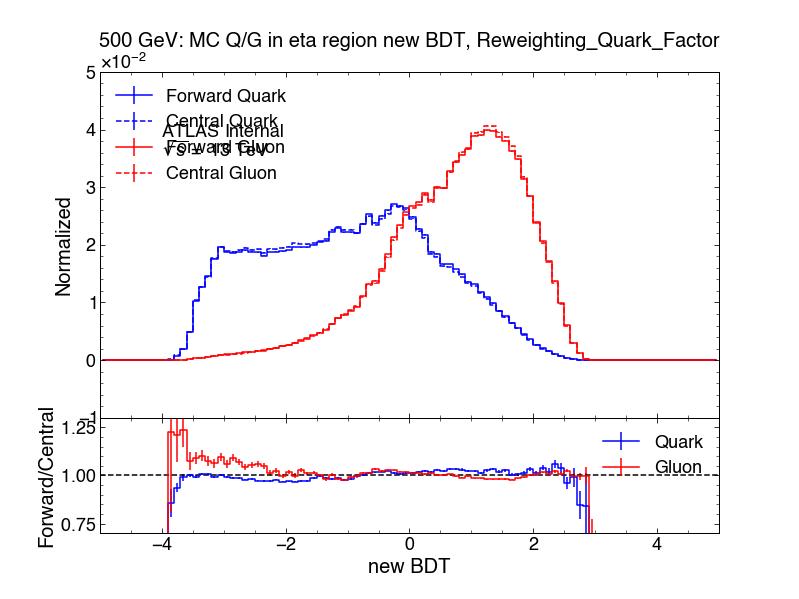 500 GeV: MC Q/G in eta region new BDT, Reweighting_Quark_Factor
×10⁻²
5
Forward Quark
Central Quark
ATLAS Internal
Forward Gluon
√s = 13 TeV
Central Gluon
4
3
2
1
0
−1
Normalized
1.25
1.00
0.75
Forward/Central
Quark
Gluon
−4 −2 0 2 4
new BDT